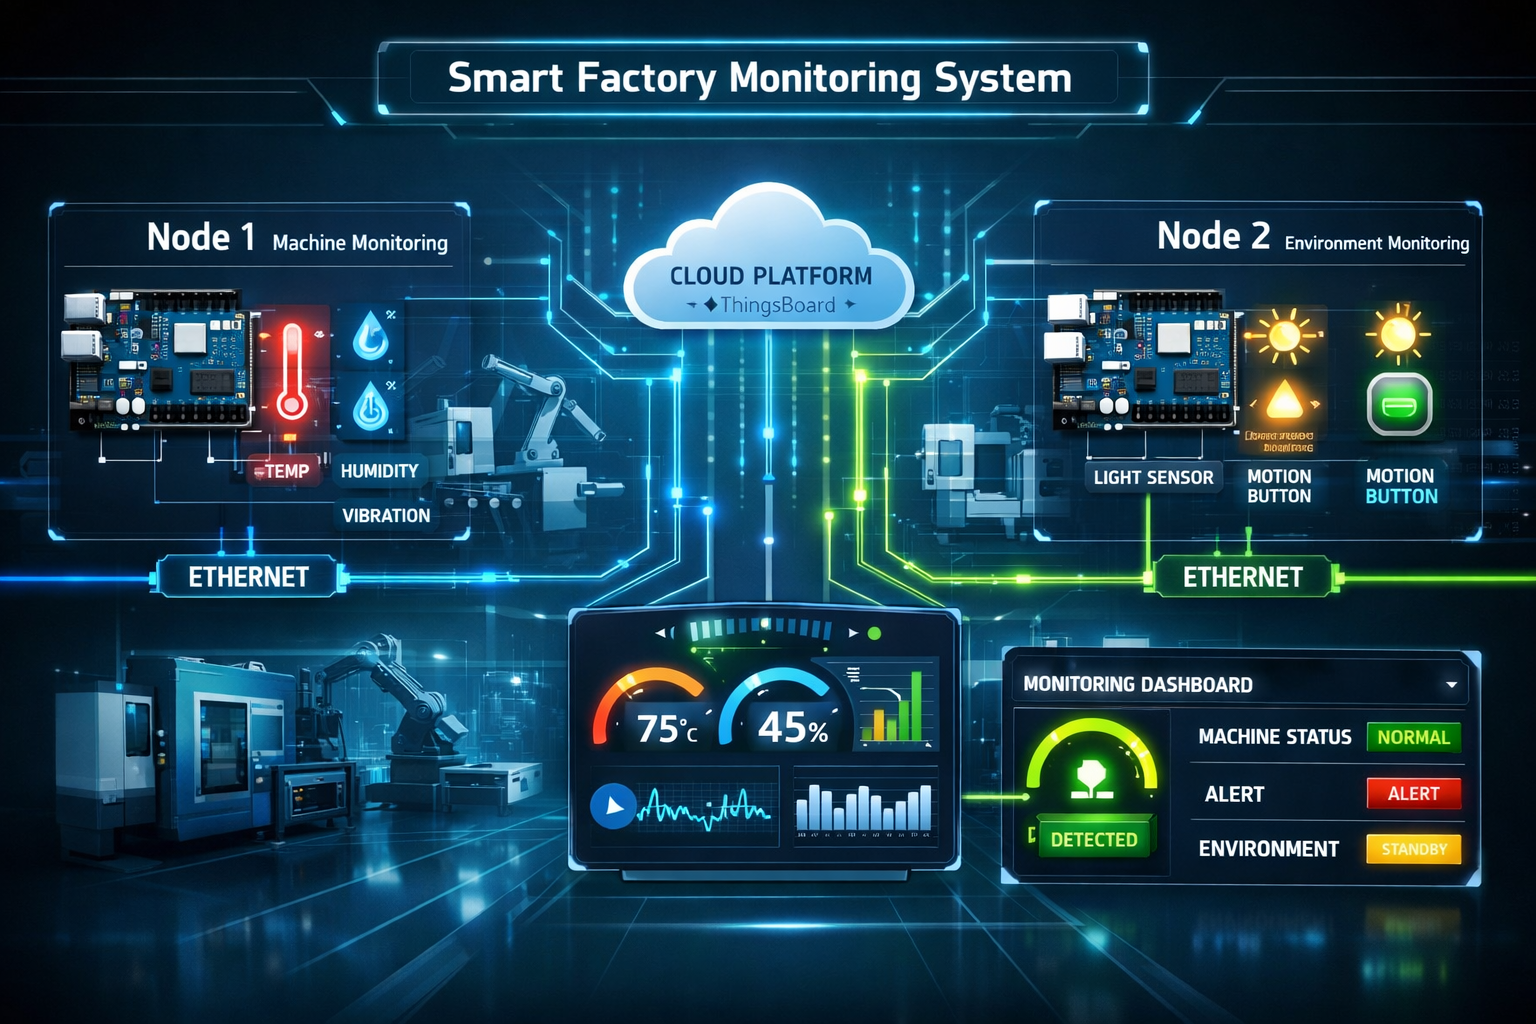 Smart Factory Monitoring System
Node 1 Machine Monitoring
TEMP
HUMIDITY
VIBRATION
ETHERNET
CLOUD PLATFORM
ThingsBoard
Node 2 Environment Monitoring
LIGHT SENSOR
MOTION
BUTTON
MOTION
BUTTON
ETHERNET
75°C
45%
MONITORING DASHBOARD
DETECTED
MACHINE STATUS NORMAL
ALERT ALERT
ENVIRONMENT STANDBY